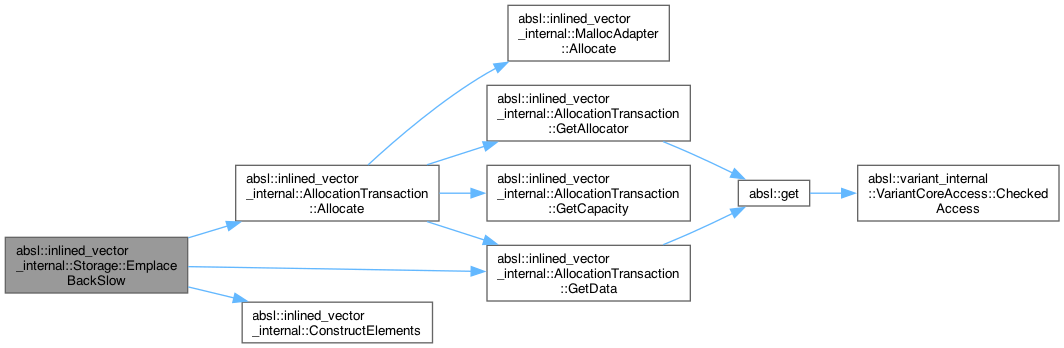 absl::inlined_vector
_internal::MallocAdapter
::Allocate
absl::inlined_vector
_internal::AllocationTransaction
::GetAllocator
absl::inlined_vector
_internal::AllocationTransaction
::Allocate
absl::inlined_vector
_internal::AllocationTransaction
::GetCapacity
absl::get
absl::variant_internal
::VariantCoreAccess::Checked
Access
absl::inlined_vector
_internal::Storage::Emplace
BackSlow
absl::inlined_vector
_internal::AllocationTransaction
::GetData
absl::inlined_vector
_internal::ConstructElements